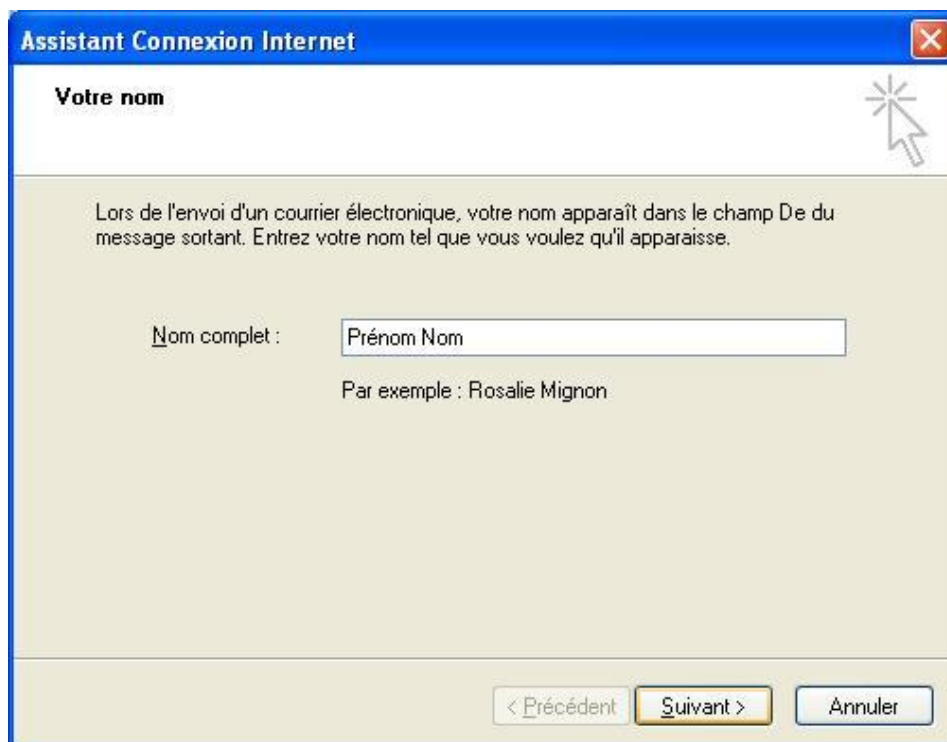 Assistant Connexion Internet
Votre nom
Lors de l'envoi d'un courrier électronique, votre nom apparaît dans le champ De du
message sortant. Entrez votre nom tel que vous voulez qu'il apparaisse.
Nom complet : Prénom Nom
Par exemple : Rosalie Mignon
< Précédent Suivant > Annuler